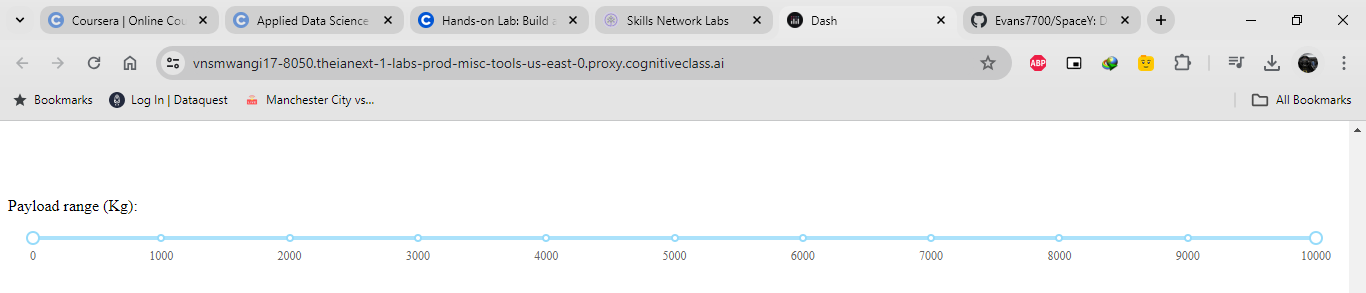 Coursera | Online Cou
Applied Data Science
Hands-on Lab: Build a
Skills Network Labs
Dash
Evans7700/SpaceY: D
vnsmwangi17-8050.theianext-1-labs-prod-misc-tools-us-east-0.proxy.cognitiveclass.ai
ABP
Bookmarks
Log In | Dataquest
Manchester City vs...
All Bookmarks
Payload range (Kg):
0 1000 2000 3000 4000 5000 6000 7000 8000 9000 10000